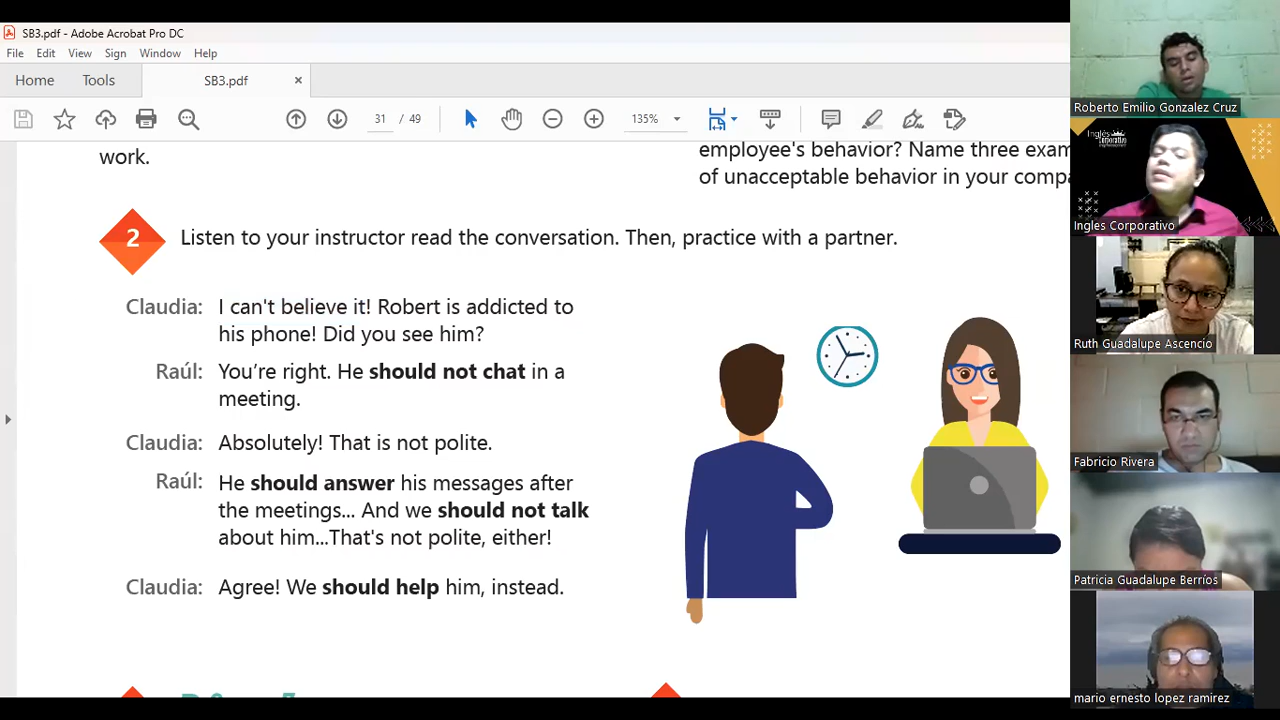 SB3.pdf - Adobe Acrobat Pro DC
File Edit View Sign Window Help
Home Tools SB3.pdf ×
31 / 49 135%
work.
employee's behavior? Name three exam
of unacceptable behavior in your comp
2 Listen to your instructor read the conversation. Then, practice with a partner.
Claudia: I can't believe it! Robert is addicted to
his phone! Did you see him?
Raúl: You're right. He should not chat in a
meeting.
Claudia: Absolutely! That is not polite.
Raúl: He should answer his messages after
the meetings... And we should not talk
about him...That's not polite, either!
Claudia: Agree! We should help him, instead.
Roberto Emilio Gonzalez Cruz
Inglés
Corporativo
Ingles Corporativo
Ruth Guadalupe Ascencio
Fabricio Rivera
Patricia Guadalupe Berríos
mario ernesto lopez ramirez